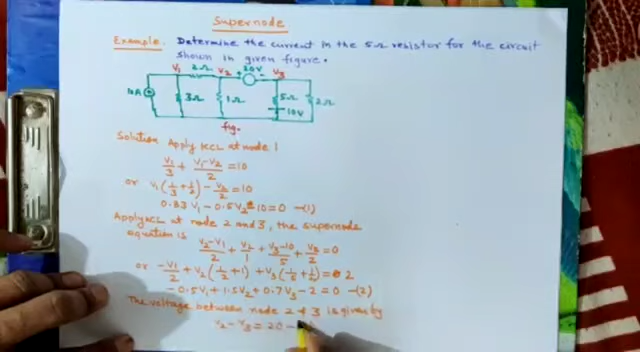 Supernode
Example. Determine the current in the 5Ω resistor for the circuit
shown in given figure.
V₁ 2Ω V₂ + 20V - V₃
10A 3Ω 1Ω 5Ω 2Ω
10V
fig.
Solution Apply KCL at node 1
V₁/3 + (V₁-V₂)/2 = 10
or V₁(1/3 + 1/2) - V₂/2 = 10
0.83 V₁ - 0.5V₂ - 10 = 0 -(1)
Apply KCL at node 2 and 3, the supernode
equation is
(V₂-V₁)/2 + V₂/1 + (V₃-10)/5 + V₃/2 = 0
or -V₁/2 + V₂(1/2 + 1) + V₃(1/5 + 1/2) = 2
-0.5V₁ + 1.5V₂ + 0.7V₃ - 2 = 0 -(2)
The voltage between node 2 + 3 is given by
V₂ - V₃ = 20 -